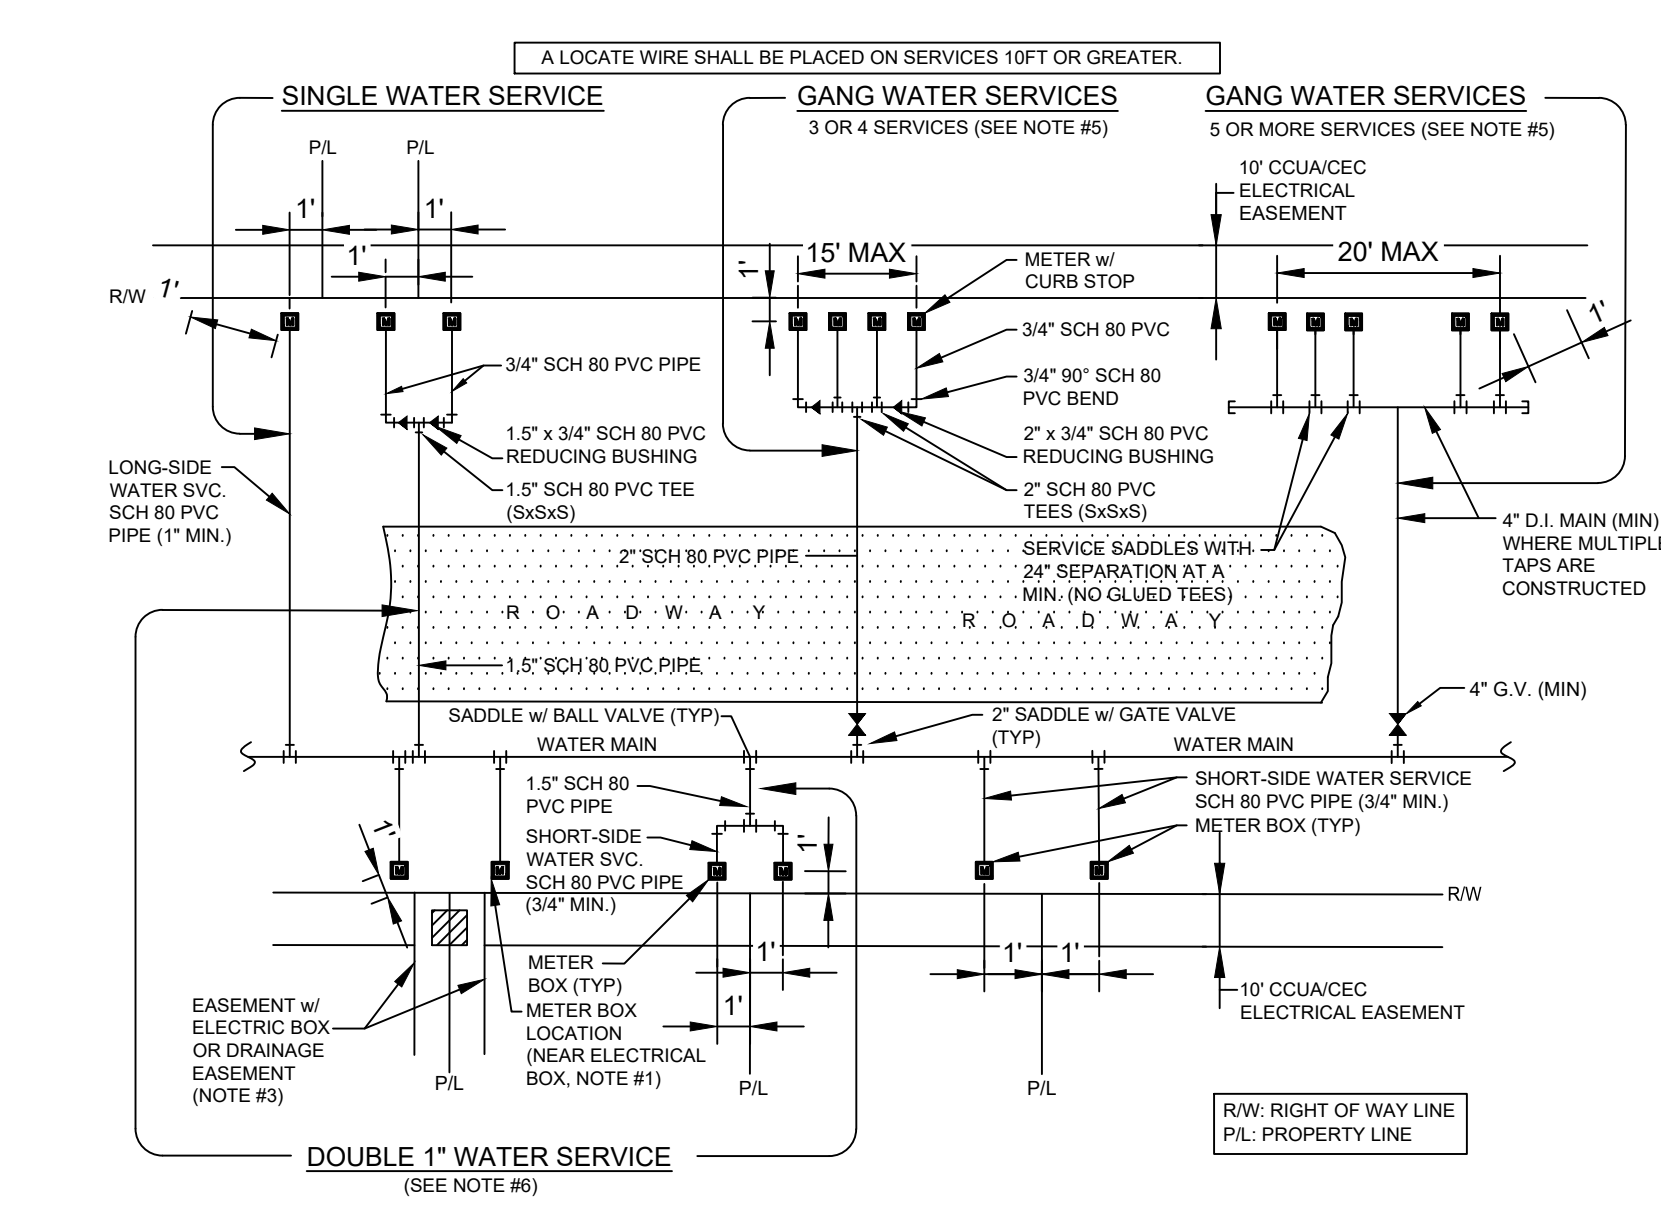 A LOCATE WIRE SHALL BE PLACED ON SERVICES 10FT OR GREATER.
SINGLE WATER SERVICE
GANG WATER SERVICES
3 OR 4 SERVICES (SEE NOTE #5)
GANG WATER SERVICES
5 OR MORE SERVICES (SEE NOTE #5)
P/L
P/L
10' CCUA/CEC
ELECTRICAL
EASEMENT
1'
1'
1'
1'
15' MAX
20' MAX
METER w/
CURB STOP
R/W
1'
1'
M
M
M
M
M
M
M
M
M
M
M
M
3/4" SCH 80 PVC PIPE
3/4" SCH 80 PVC
3/4" 90° SCH 80
PVC BEND
1.5" x 3/4" SCH 80 PVC
REDUCING BUSHING
2" x 3/4" SCH 80 PVC
REDUCING BUSHING
LONG-SIDE
WATER SVC.
SCH 80 PVC
PIPE (1" MIN.)
1.5" SCH 80 PVC TEE
(SxSxS)
2" SCH 80 PVC
TEES (SxSxS)
4" D.I. MAIN (MIN)
WHERE MULTIPLE
TAPS ARE
CONSTRUCTED
2" SCH 80 PVC PIPE
SERVICE SADDLES WITH
24" SEPARATION AT A
MIN. (NO GLUED TEES)
ROADWAY
ROADWAY
1.5" SCH 80 PVC PIPE
4" G.V. (MIN)
SADDLE w/ BALL VALVE (TYP)
2" SADDLE w/ GATE VALVE
(TYP)
WATER MAIN
WATER MAIN
1.5" SCH 80
PVC PIPE
SHORT-SIDE WATER SERVICE
SCH 80 PVC PIPE (3/4" MIN.)
METER BOX (TYP)
1'
SHORT-SIDE
WATER SVC.
SCH 80 PVC PIPE
(3/4" MIN.)
1'
M
M
M
M
M
M
R/W
1'
1'
1'
METER
BOX (TYP)
1'
10' CCUA/CEC
ELECTRICAL EASEMENT
EASEMENT w/
ELECTRIC BOX
OR DRAINAGE
EASEMENT
(NOTE #3)
METER BOX
LOCATION
(NEAR ELECTRICAL
BOX, NOTE #1)
P/L
P/L
P/L
R/W: RIGHT OF WAY LINE
P/L: PROPERTY LINE
DOUBLE 1" WATER SERVICE
(SEE NOTE #6)